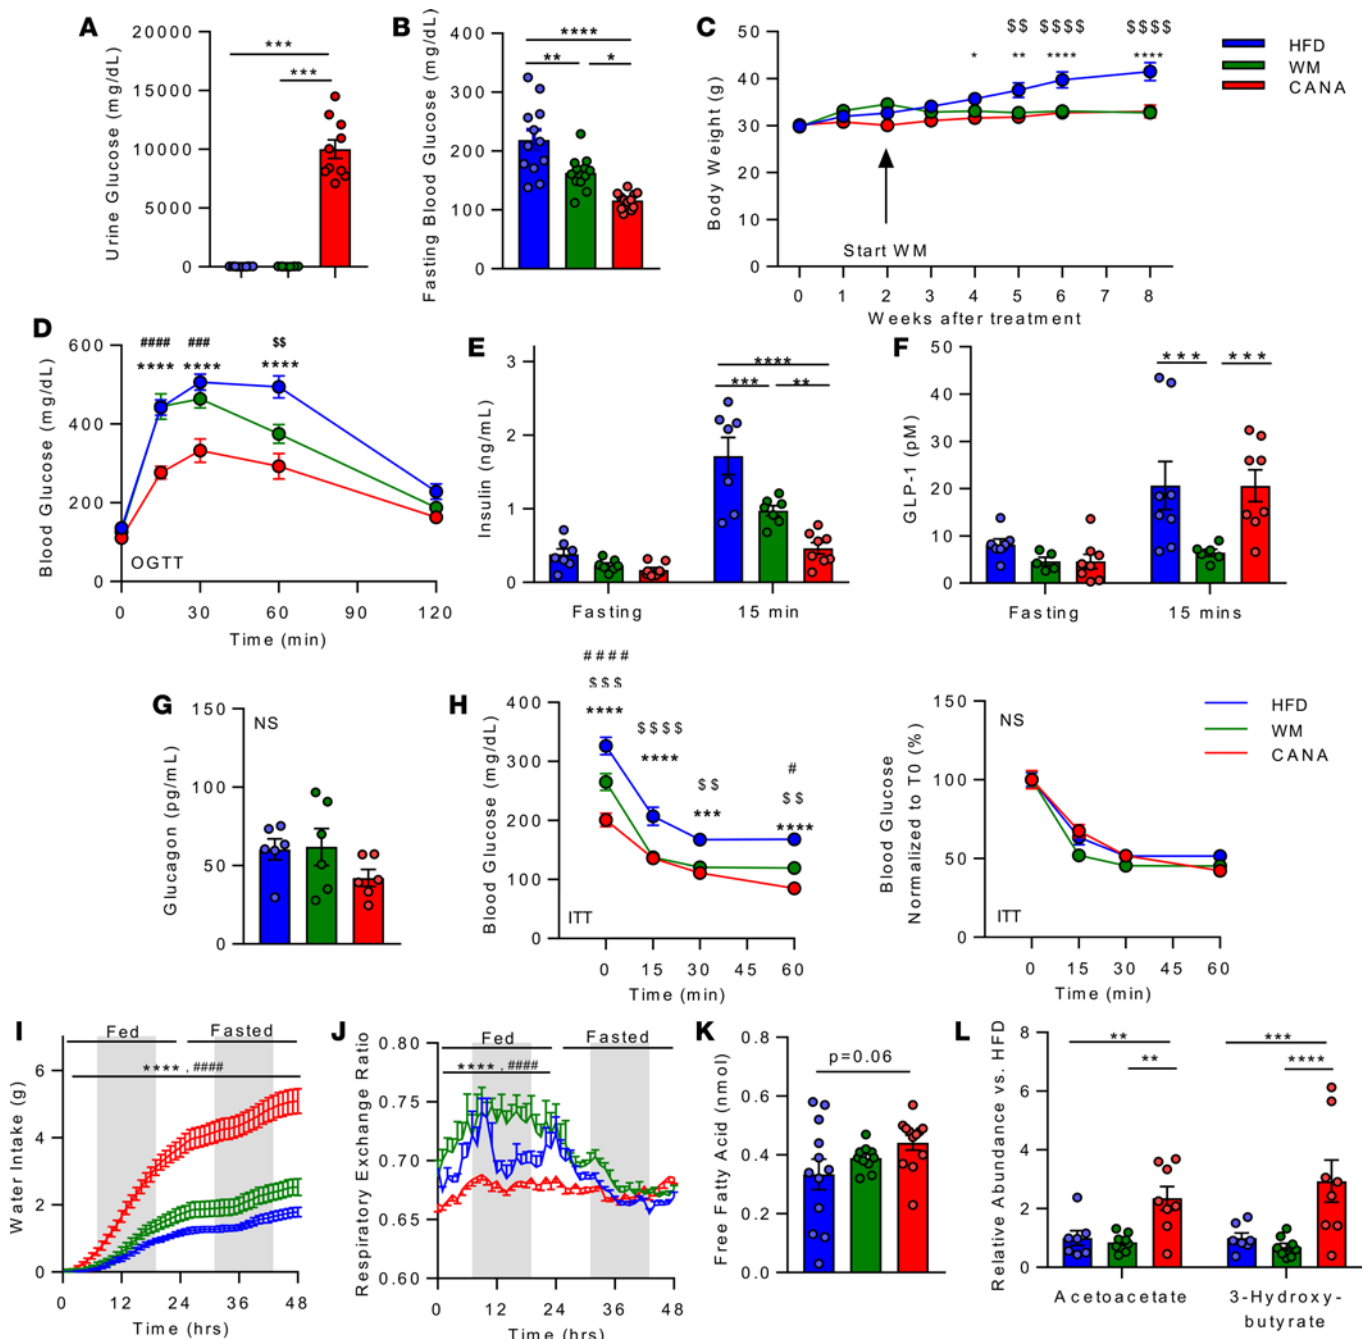 A
Urine Glucose (mg/dL)
20000
15000
10000
5000
0
***
***
B
Fasting Blood Glucose (mg/dL)
400
300
200
100
0
****
** *
C
Body Weight (g)
50
40
30
20
10
0
$$ $$$$ $$$$
* ** **** ****
Start WM
0 1 2 3 4 5 6 7 8
Weeks after treatment
HFD
WM
CANA
D
Blood Glucose (mg/dL)
600
400
200
0
#### ### $$
**** **** ****
OGTT
0 30 60 90 120
Time (min)
E
Insulin (ng/mL)
3
2
1
0
****
*** **
Fasting 15 min
F
GLP-1 (pM)
50
40
30
20
10
0
*** ***
Fasting 15 mins
G
Glucagon (pg/mL)
150
100
50
0
NS
H
Blood Glucose (mg/dL)
400
300
200
100
0
####
$$$ $$$$ $$ #
**** **** *** $$
****
ITT
0 15 30 45 60
Time (min)
Blood Glucose
Normalized to T0 (%)
150
100
50
0
NS
ITT
0 15 30 45 60
Time (min)
HFD
WM
CANA
I
Water Intake (g)
6
4
2
0
Fed Fasted
****, ####
0 12 24 36 48
Time (hrs)
J
Respiratory Exchange Ratio
0.80
0.75
0.70
0.65
0.60
Fed Fasted
****, ####
0 12 24 36 48
Time (hrs)
K
Free Fatty Acid (nmol)
0.8
0.6
0.4
0.2
0.0
p=0.06
L
Relative Abundance vs. HFD
8
6
4
2
0
** ***
** ****
Acetoacetate 3-Hydroxy-
butyrate